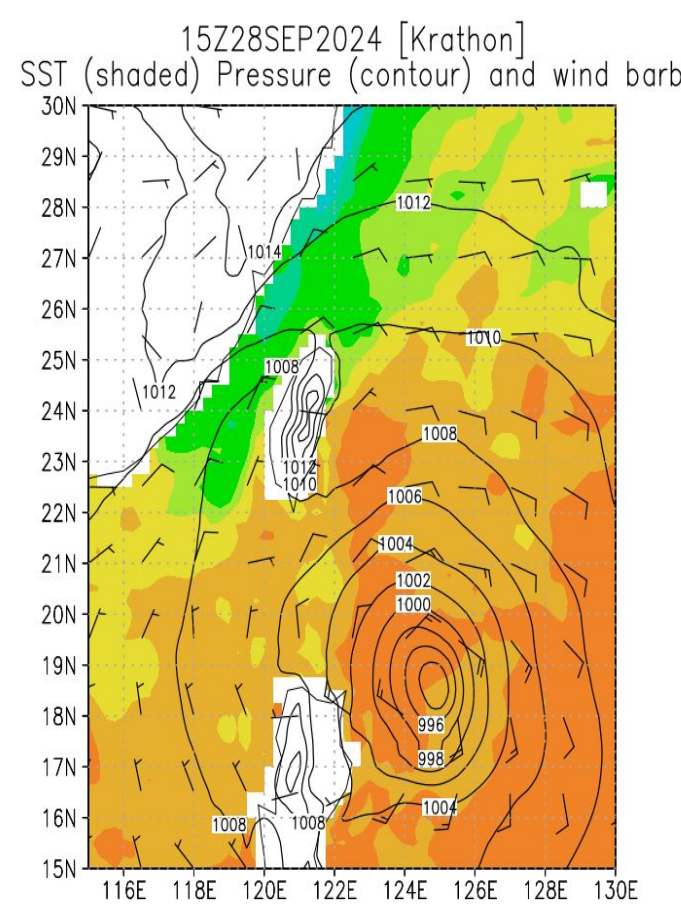 15Z28SEP2024 [Krathon]
SST (shaded) Pressure (contour) and wind barb
30N
29N
28N
1012
27N
1014
26N
1010
25N
1008
1012
24N
1008
23N
1012
1010
22N
1006
21N
1004
1002
20N
1000
19N
18N
996
17N
998
16N
1004
1008
1008
15N
116E 118E 120E 122E 124E 126E 128E 130E